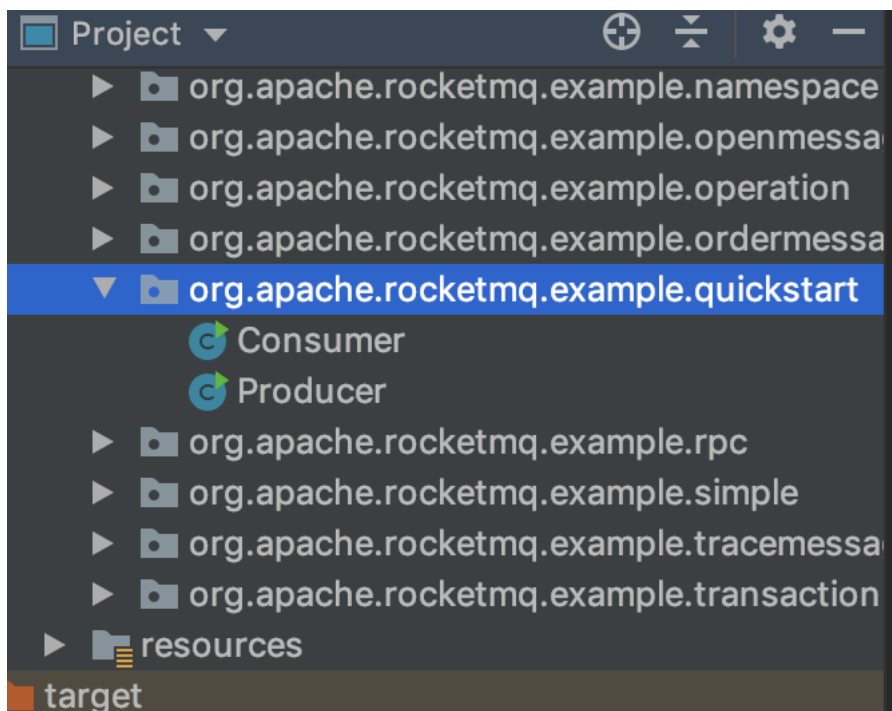 Project
org.apache.rocketmq.example.namespace
org.apache.rocketmq.example.openmessa
org.apache.rocketmq.example.operation
org.apache.rocketmq.example.ordermessa
org.apache.rocketmq.example.quickstart
C Consumer
C Producer
org.apache.rocketmq.example.rpc
org.apache.rocketmq.example.simple
org.apache.rocketmq.example.tracemessa
org.apache.rocketmq.example.transaction
resources
target